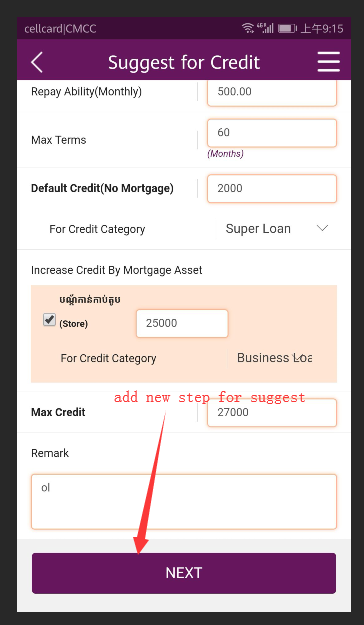 cellcard|CMCC 4G 上午9:15
Suggest for Credit
Repay Ability(Monthly) 500.00
Max Terms 60
(Months)
Default Credit(No Mortgage) 2000
For Credit Category Super Loan
Increase Credit By Mortgage Asset
បណ្ណ័កាន់កាប់តូប
(Store) 25000
For Credit Category Business Loa
add new step for suggest
Max Credit 27000
Remark
ol
NEXT